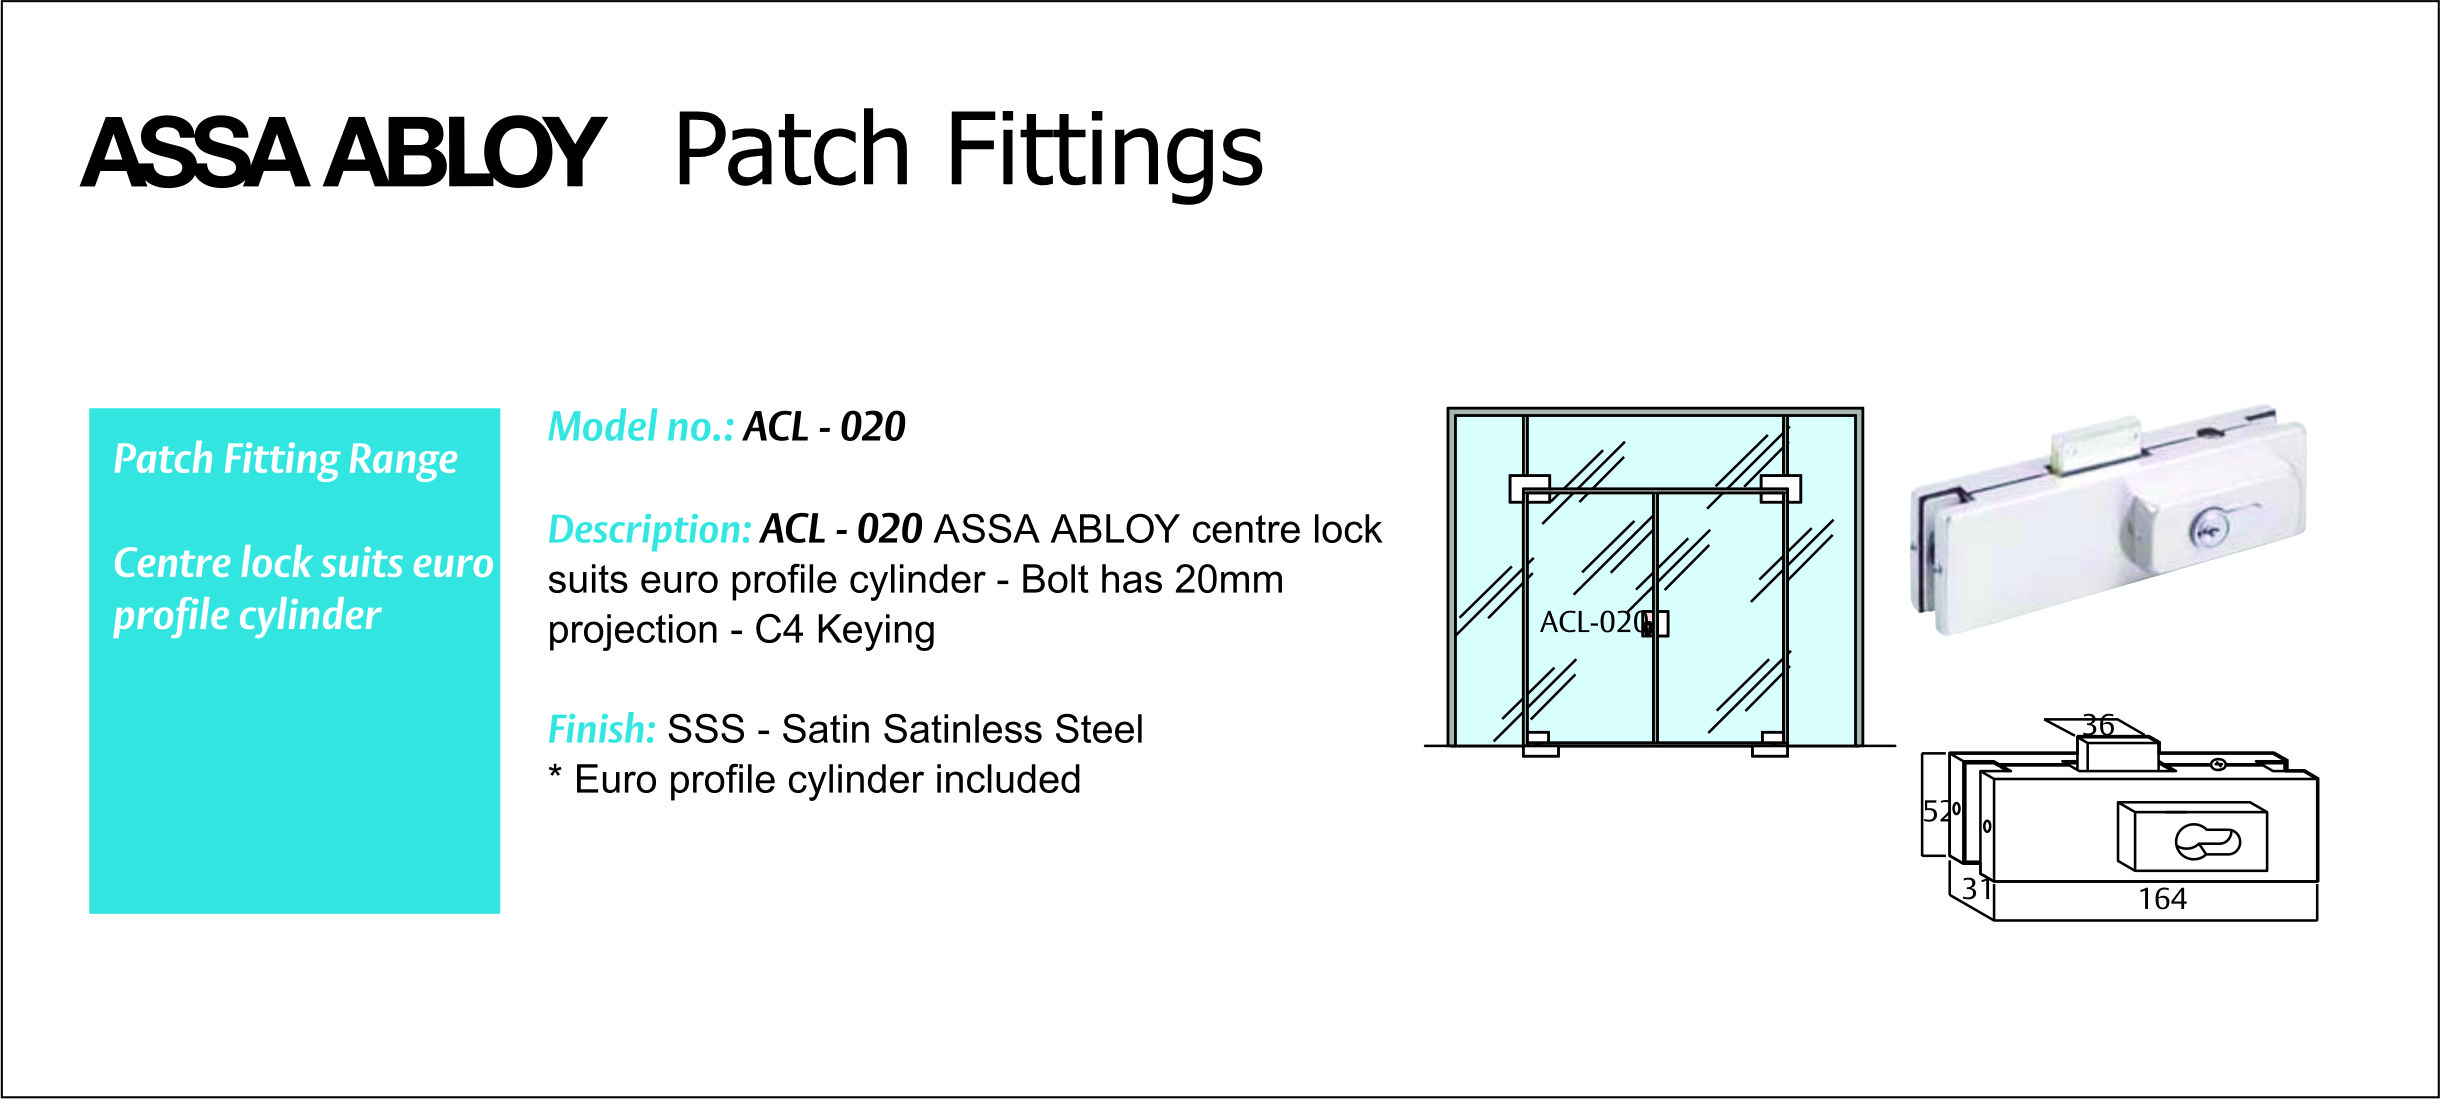 ASSA ABLOY Patch Fittings
Patch Fitting Range
Centre lock suits euro
profile cylinder
Model no.: ACL - 020
Description: ACL - 020 ASSA ABLOY centre lock
suits euro profile cylinder - Bolt has 20mm
projection - C4 Keying
Finish: SSS - Satin Satinless Steel
* Euro profile cylinder included
ACL-020
36
52
31
164